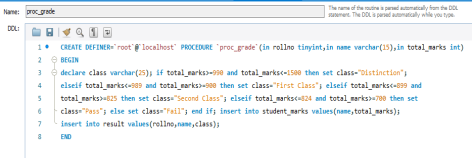 Name: proc_grade
The name of the routine is parsed automatically from the DDL
statement. The DDL is parsed automatically while you type.
DDL:
1 CREATE DEFINER=`root`@`localhost` PROCEDURE `proc_grade`(in rollno tinyint,in name varchar(15),in total_marks int)
2 BEGIN
3 declare class varchar(25); if total_marks>=990 and total_marks<=1500 then set class="Distinction";
4 elseif total_marks<=989 and total_marks>=900 then set class="First Class"; elseif total_marks<=899 and
5 total_marks>=825 then set class="Second Class"; elseif total_marks<=824 and total_marks>=700 then set
6 class="Pass"; else set class="Fail"; end if; insert into student_marks values(name,total_marks);
7 insert into result values(rollno,name,class);
8 END